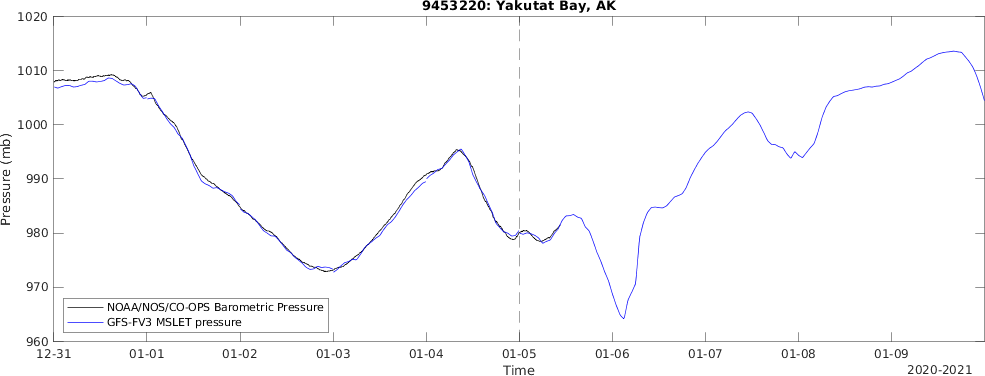 9453220: Yakutat Bay, AK
Pressure (mb)
1020
1010
1000
990
980
970
960
NOAA/NOS/CO-OPS Barometric Pressure
GFS-FV3 MSLET pressure
12-31 01-01 01-02 01-03 01-04 01-05 01-06 01-07 01-08 01-09
Time
2020-2021